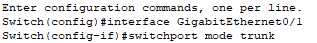 Enter configuration commands, one per line.
Switch(config)#interface GigabitEthernet0/1
Switch(config-if)#switchport mode trunk